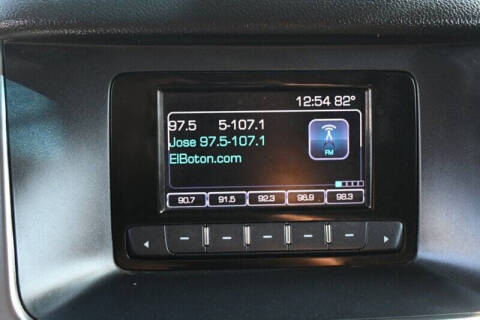 12:54 82°
97.5 5-107.1
Jose 97.5-107.1
ElBoton.com
FM
90.7 91.5 92.3 96.9 98.3